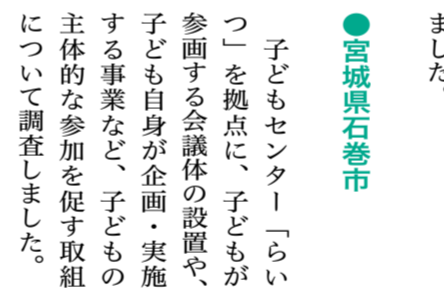 ました。
●宮城県石巻市
子どもセンター「らい
つ」を拠点に、子どもが
参画する会議体の設置や、
子ども自身が企画・実施
する事業など、子どもの
主体的な参加を促す取組
について調査しました。